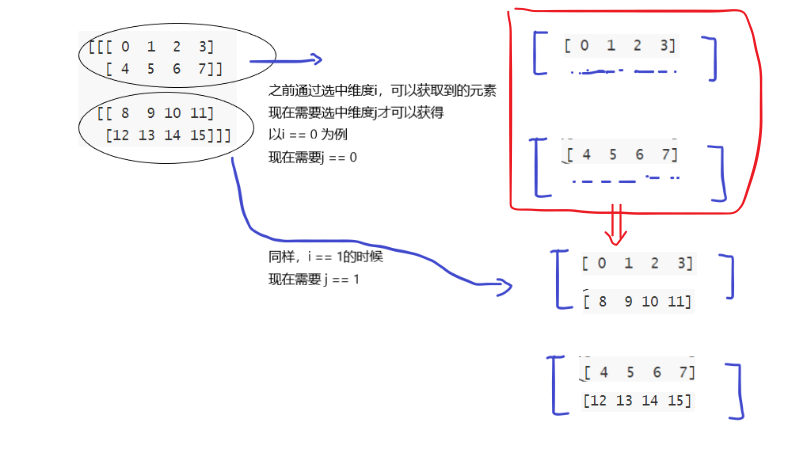 [[[ 0 1 2 3]
[ 4 5 6 7]]
[[ 8 9 10 11]
[12 13 14 15]]]
之前通过选中维度i，可以获取到的元素
现在需要选中维度j才可以获得
以i == 0 为例
现在需要j == 0
同样，i == 1的时候
现在需要 j == 1
[ 0 1 2 3]
[ 4 5 6 7]
[ 0 1 2 3]
[ 8 9 10 11]
[ 4 5 6 7]
[12 13 14 15]